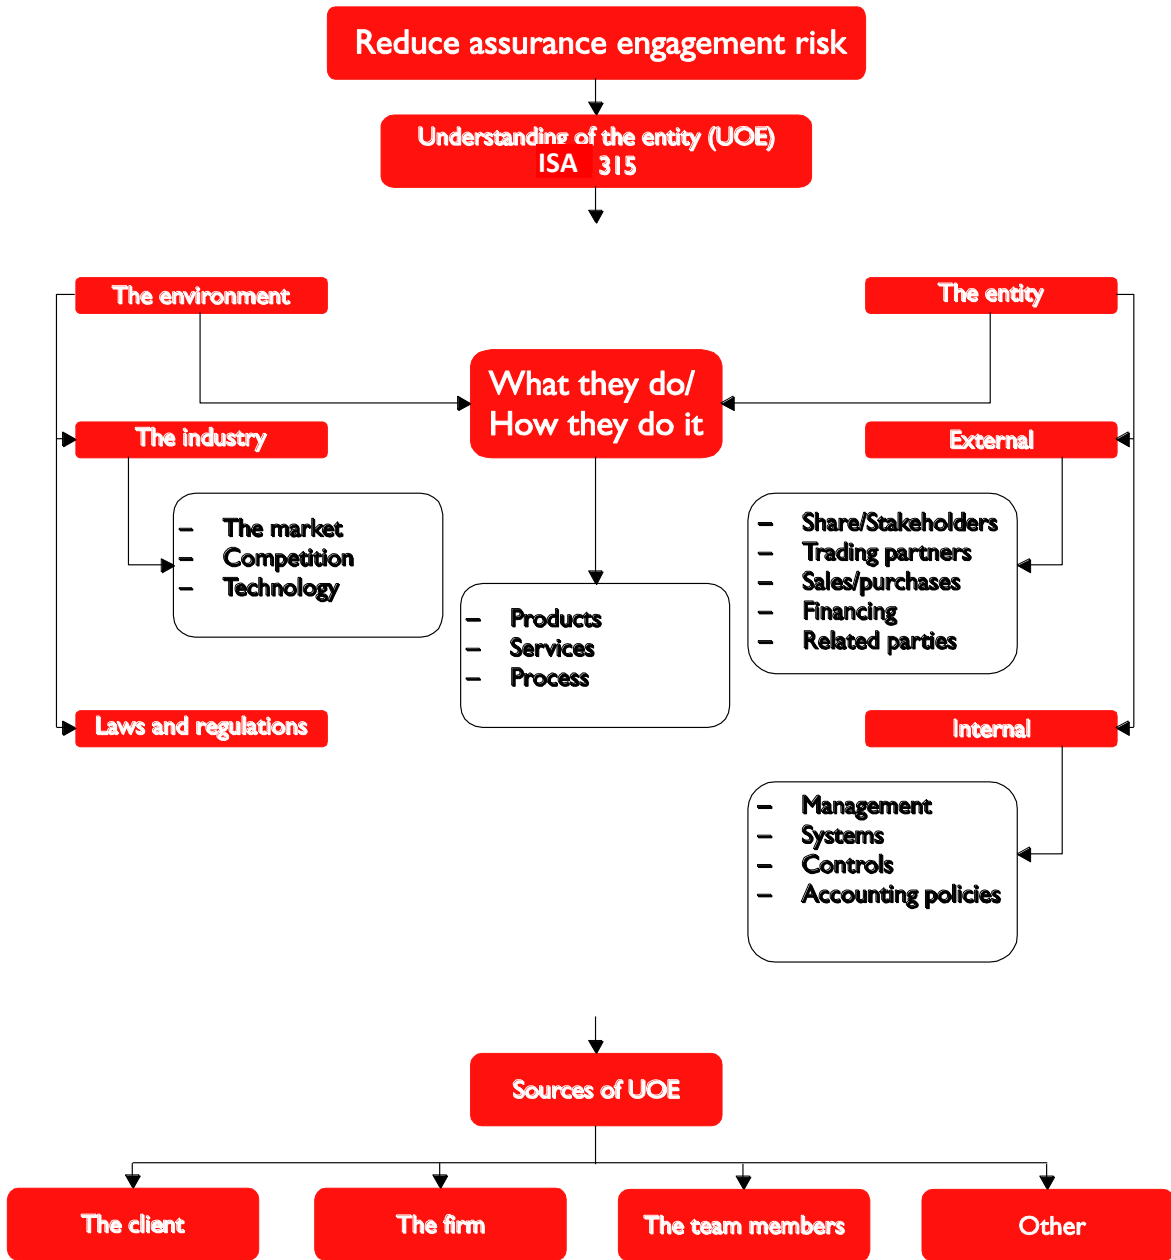 Reduce assurance engagement risk
Understanding of the entity (UOE)
ISA 315
The environment
The entity
What they do/
How they do it
The industry
External
– The market
– Competition
– Technology
– Share/Stakeholders
– Trading partners
– Sales/purchases
– Financing
– Related parties
– Products
– Services
– Process
Laws and regulations
Internal
– Management
– Systems
– Controls
– Accounting policies
Sources of UOE
The client
The firm
The team members
Other